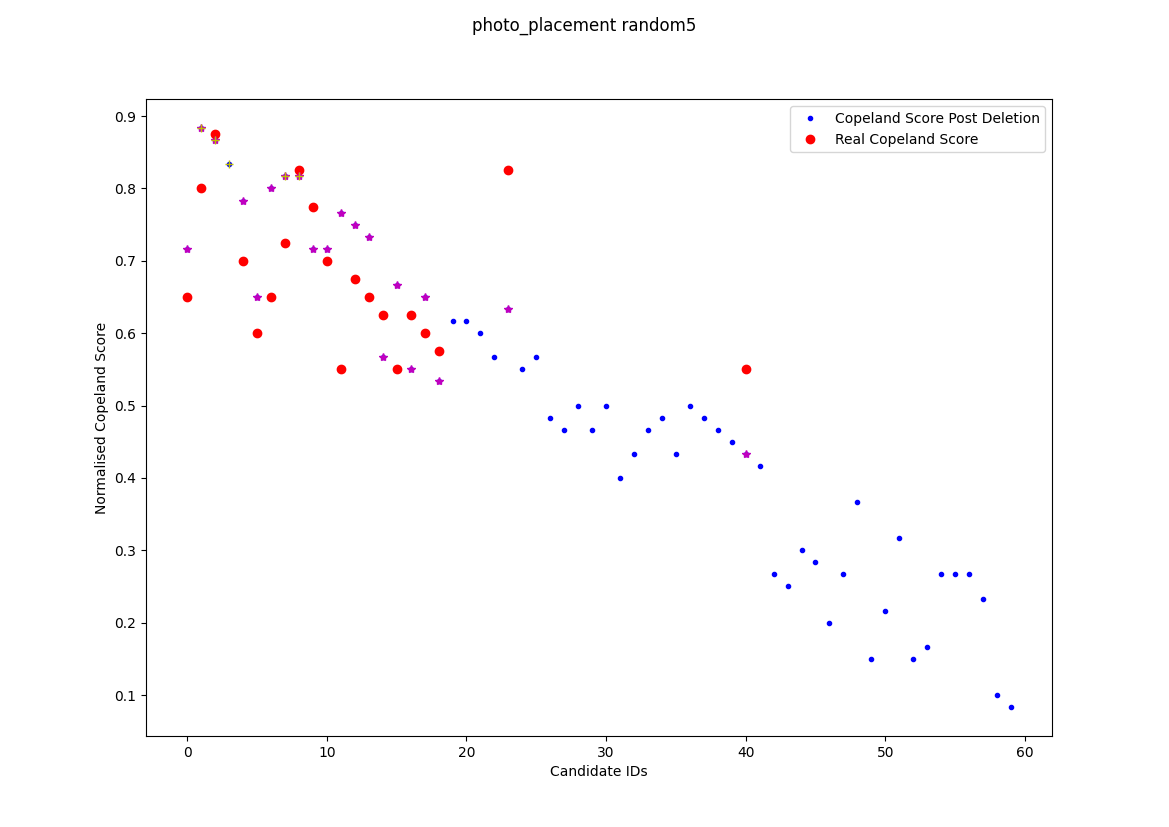 photo_placement random5
Copeland Score Post Deletion
Real Copeland Score
Normalised Copeland Score
0.9
0.8
0.7
0.6
0.5
0.4
0.3
0.2
0.1
0 10 20 30 40 50 60
Candidate IDs